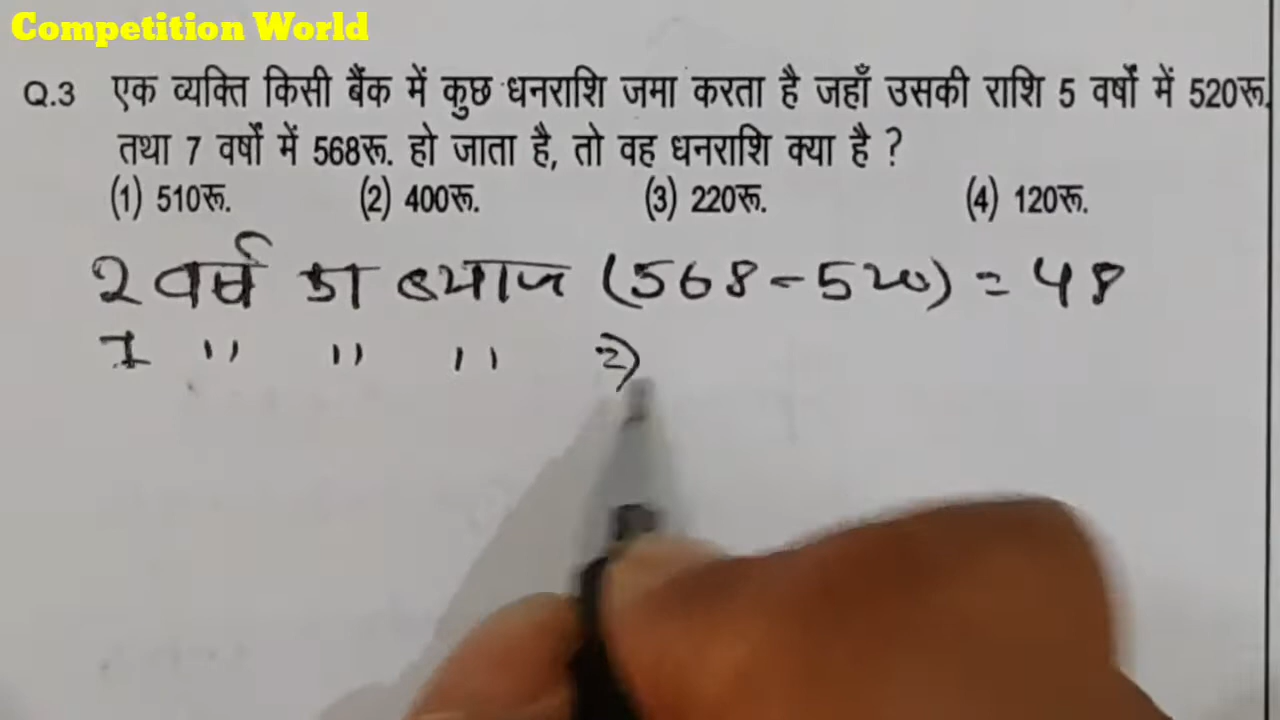 Competition World
Q.3 एक व्यक्ति किसी बैंक में कुछ धनराशि जमा करता है जहाँ उसकी राशि 5 वर्षों में 520रू.
तथा 7 वर्षों में 568रू. हो जाता है, तो वह धनराशि क्या है ?
(1) 510रू. (2) 400रू. (3) 220रू. (4) 120रू.
2 वर्ष का ब्याज (568-520) = 48
1 " " " =)